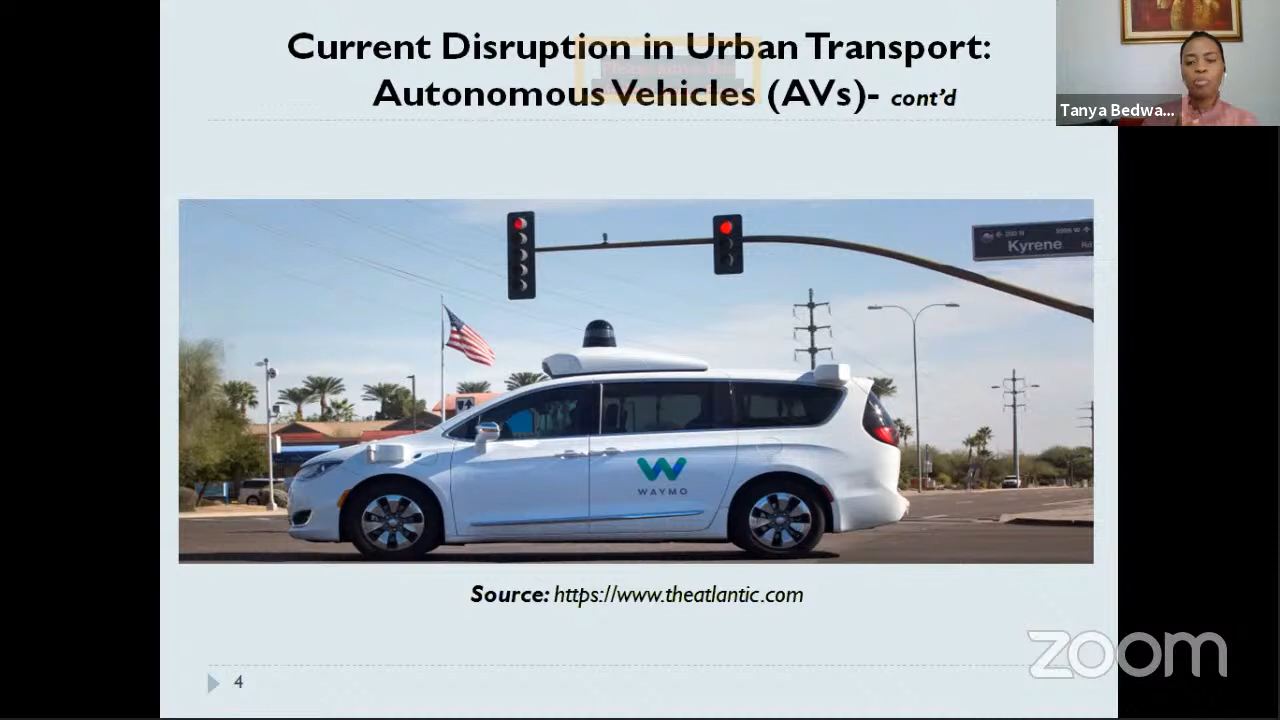 Current Disruption in Urban Transport:
Autonomous Vehicles (AVs)- cont'd
Tanya Bedwa...
Kyrene Rd
WAYMO
Source: https://www.theatlantic.com
zoom
4